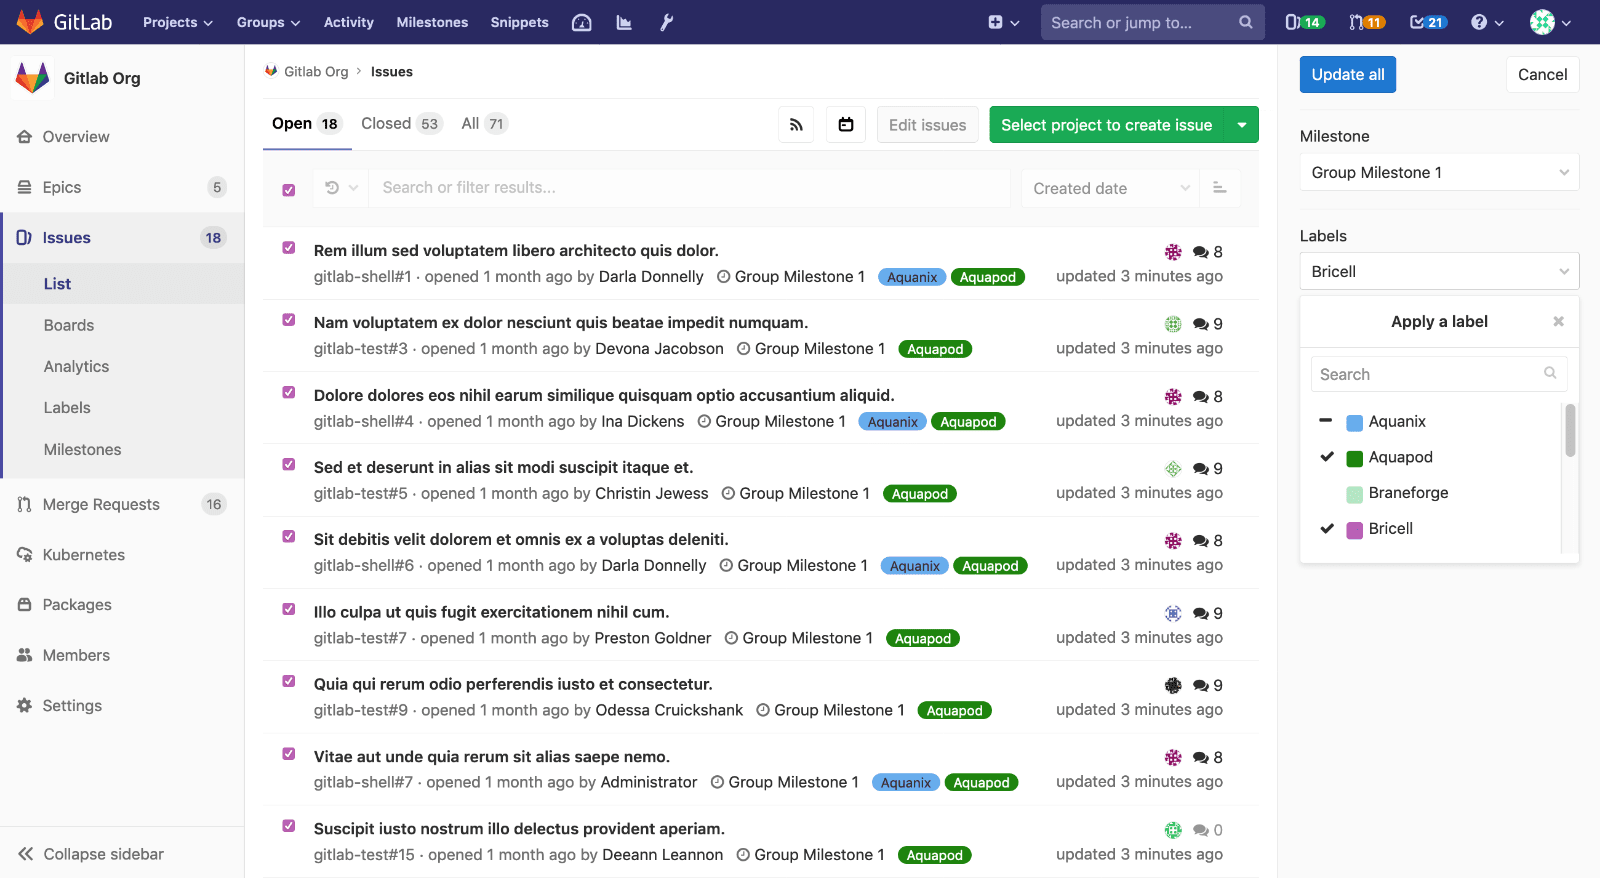 GitLab Projects Groups Activity Milestones Snippets Search or jump to... 14 11 21
Gitlab Org
Overview
Epics 5
Issues 18
List
Boards
Analytics
Labels
Milestones
Merge Requests 16
Kubernetes
Packages
Members
Settings
Collapse sidebar
Gitlab Org › Issues
Open 18 Closed 53 All 71 Edit issues Select project to create issue
Search or filter results... Created date
Rem illum sed voluptatem libero architecto quis dolor. 8
gitlab-shell#1 · opened 1 month ago by Darla Donnelly Group Milestone 1 Aquanix Aquapod updated 3 minutes ago
Nam voluptatem ex dolor nesciunt quis beatae impedit numquam. 9
gitlab-test#3 · opened 1 month ago by Devona Jacobson Group Milestone 1 Aquapod updated 3 minutes ago
Dolore dolores eos nihil earum similique quisquam optio accusantium aliquid. 8
gitlab-shell#4 · opened 1 month ago by Ina Dickens Group Milestone 1 Aquanix Aquapod updated 3 minutes ago
Sed et deserunt in alias sit modi suscipit itaque et. 9
gitlab-test#5 · opened 1 month ago by Christin Jewess Group Milestone 1 Aquapod updated 3 minutes ago
Sit debitis velit dolorem et omnis ex a voluptas deleniti. 8
gitlab-shell#6 · opened 1 month ago by Darla Donnelly Group Milestone 1 Aquanix Aquapod updated 3 minutes ago
Illo culpa ut quis fugit exercitationem nihil cum. 9
gitlab-test#7 · opened 1 month ago by Preston Goldner Group Milestone 1 Aquapod updated 3 minutes ago
Quia qui rerum odio perferendis iusto et consectetur. 9
gitlab-test#9 · opened 1 month ago by Odessa Cruickshank Group Milestone 1 Aquapod updated 3 minutes ago
Vitae aut unde quia rerum sit alias saepe nemo. 8
gitlab-shell#7 · opened 1 month ago by Administrator Group Milestone 1 Aquanix Aquapod updated 3 minutes ago
Suscipit iusto nostrum illo delectus provident aperiam. 0
gitlab-test#15 · opened 1 month ago by Deeann Leannon Group Milestone 1 Aquapod updated 3 minutes ago
Update all Cancel
Milestone
Group Milestone 1
Labels
Bricell
Apply a label
Search
Aquanix
Aquapod
Braneforge
Bricell